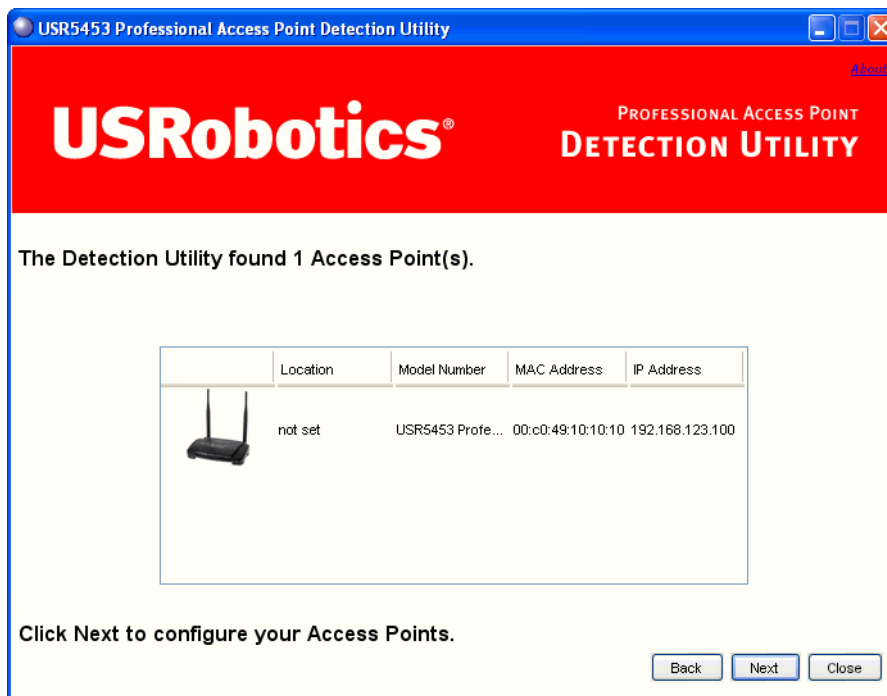 USR5453 Professional Access Point Detection Utility
About
USRobotics®
PROFESSIONAL ACCESS POINT
DETECTION UTILITY
The Detection Utility found 1 Access Point(s).
Location Model Number MAC Address IP Address
not set USR5453 Profe... 00:c0:49:10:10:10 192.168.123.100
Click Next to configure your Access Points.
Back Next Close